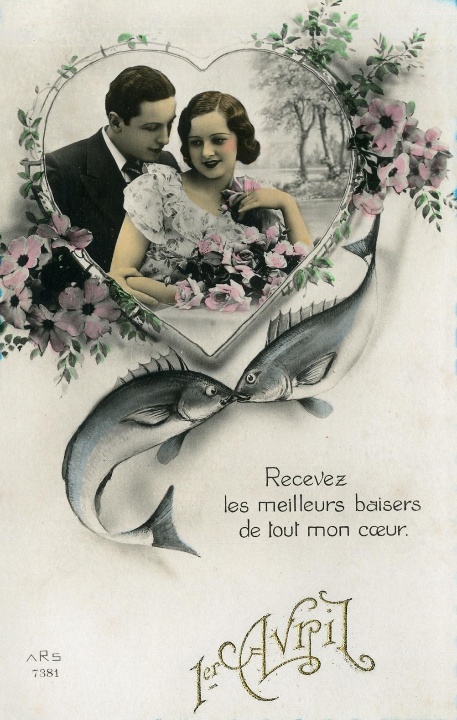 Recevez
les meilleurs baisers
de tout mon cœur.
1er Avril
ARS
7381